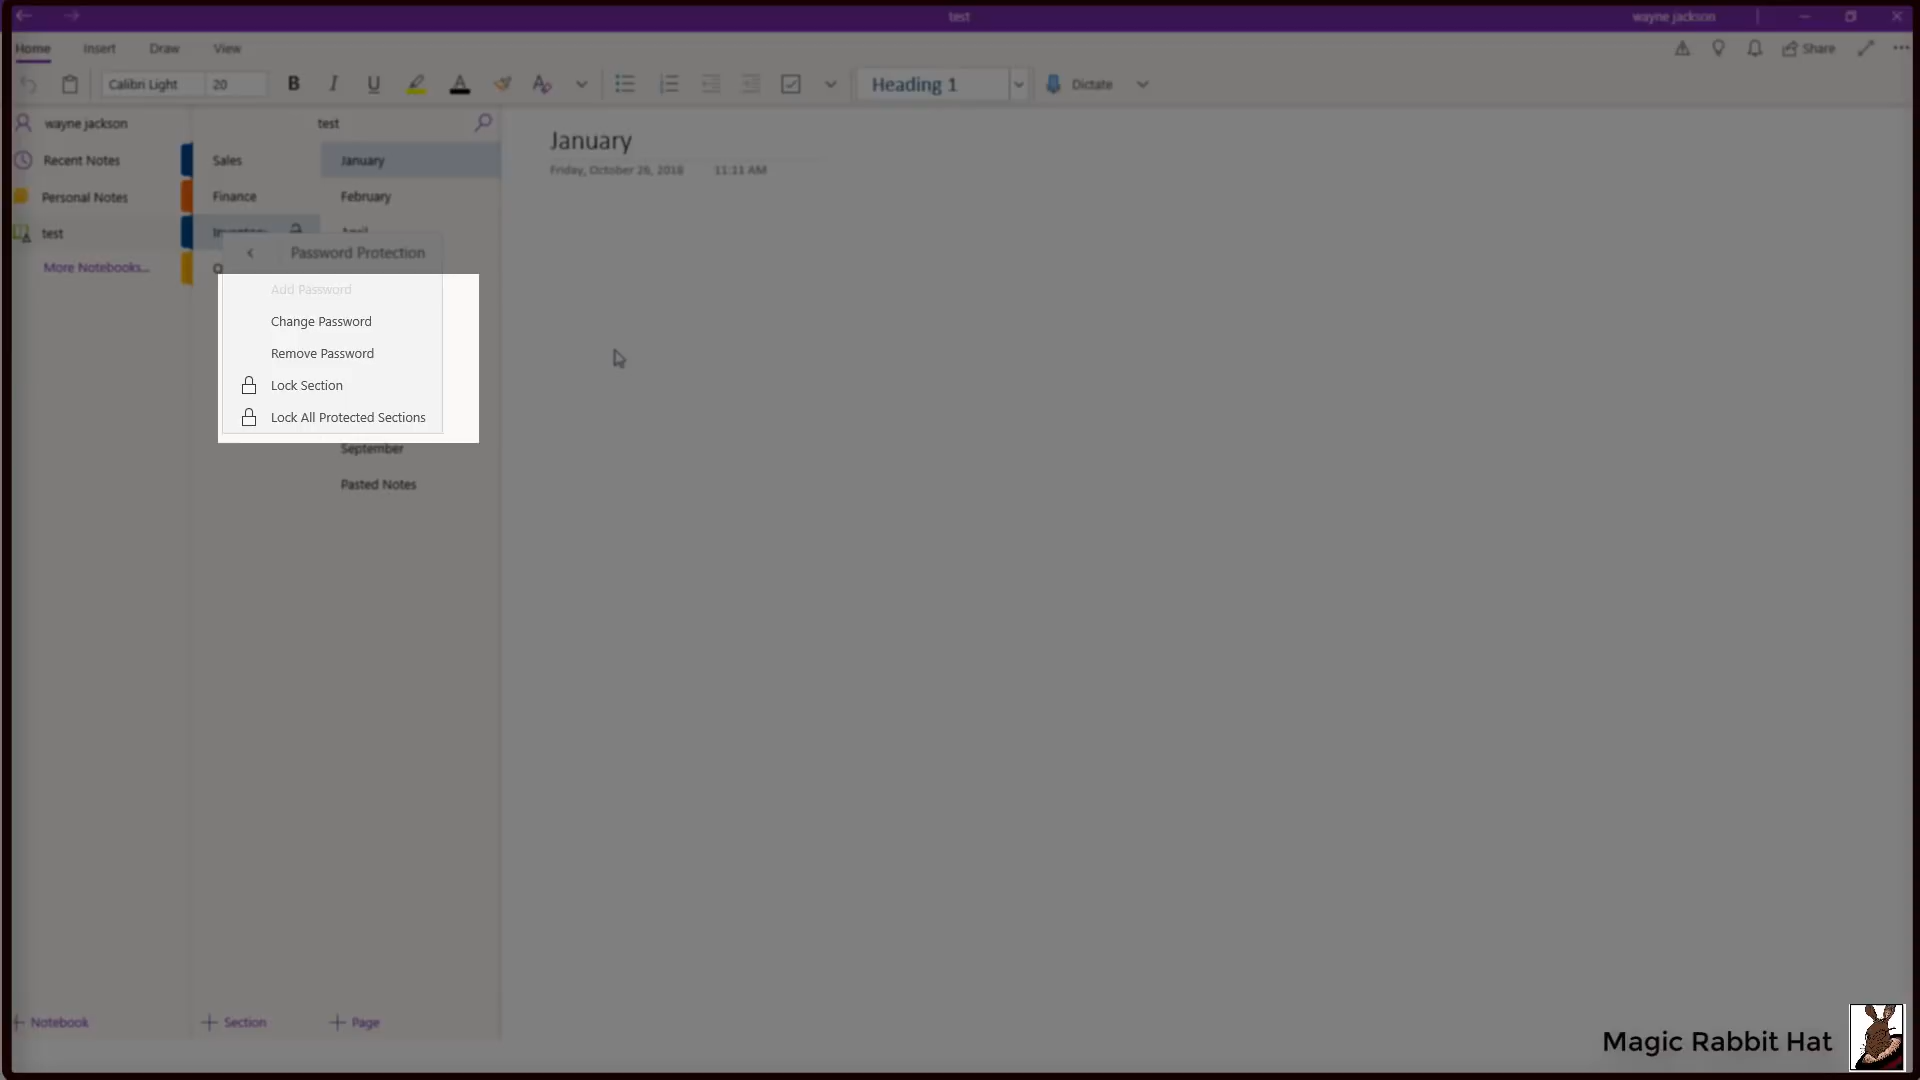 test
wayne jackson
Home Insert Draw View
Share
Calibri Light 20 B I U Heading 1 Dictate
wayne jackson
test
Recent Notes
Sales
January
Personal Notes
Finance
February
test
Inventory
April
More Notebooks...
Password Protection
Add Password
Change Password
Remove Password
Lock Section
Lock All Protected Sections
September
Pasted Notes
January
Friday, October 26, 2018 11:11 AM
Notebook
Section
Page
Magic Rabbit Hat